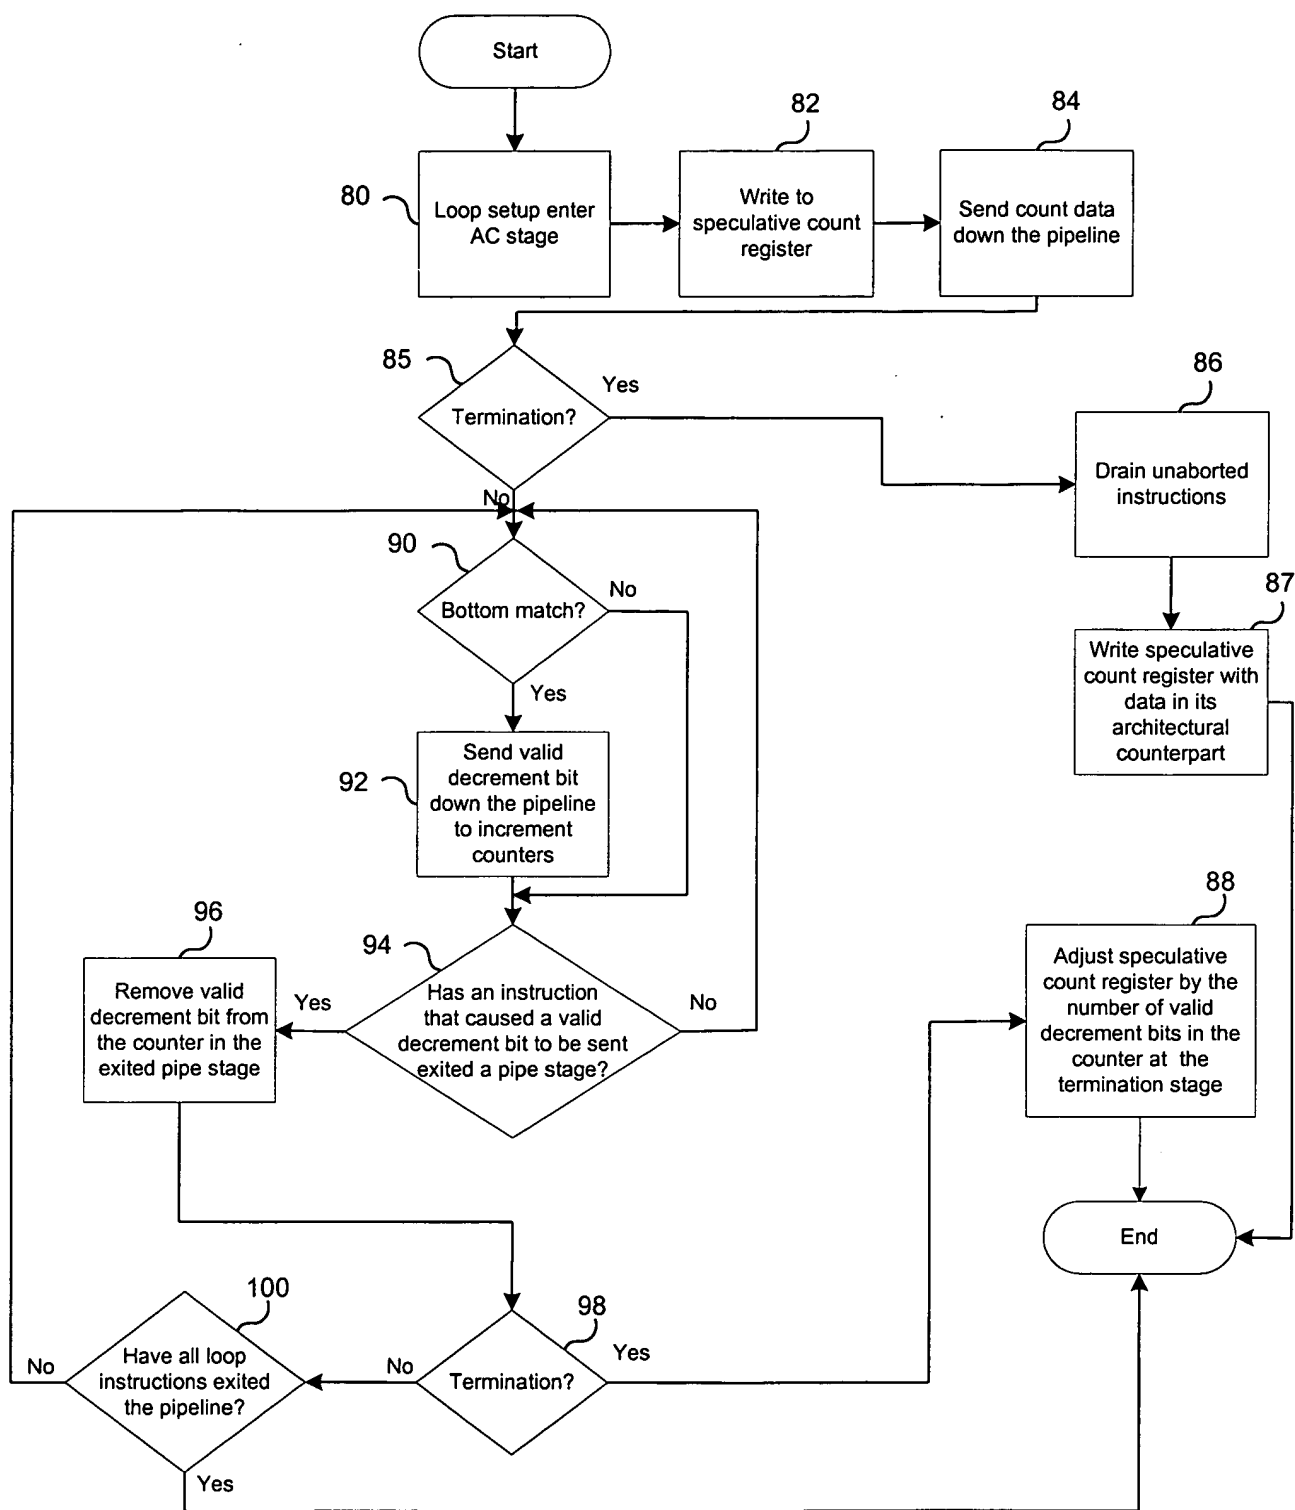 Start
82
84
80
Loop setup enter
AC stage
Write to
speculative count
register
Send count data
down the pipeline
85
Yes
86
Termination?
Drain unaborted
instructions
No
90
No
87
Bottom match?
Write speculative
count register with
data in its
architectural
counterpart
Yes
92
Send valid
decrement bit
down the pipeline
to increment
counters
88
96
94
Adjust speculative
count register by the
number of valid
decrement bits in the
counter at the
termination stage
Remove valid
decrement bit from
the counter in the
exited pipe stage
Yes
Has an instruction
that caused a valid
decrement bit to be sent
exited a pipe stage?
No
End
100
98
No
Have all loop
instructions exited
the pipeline?
No
Termination?
Yes
Yes